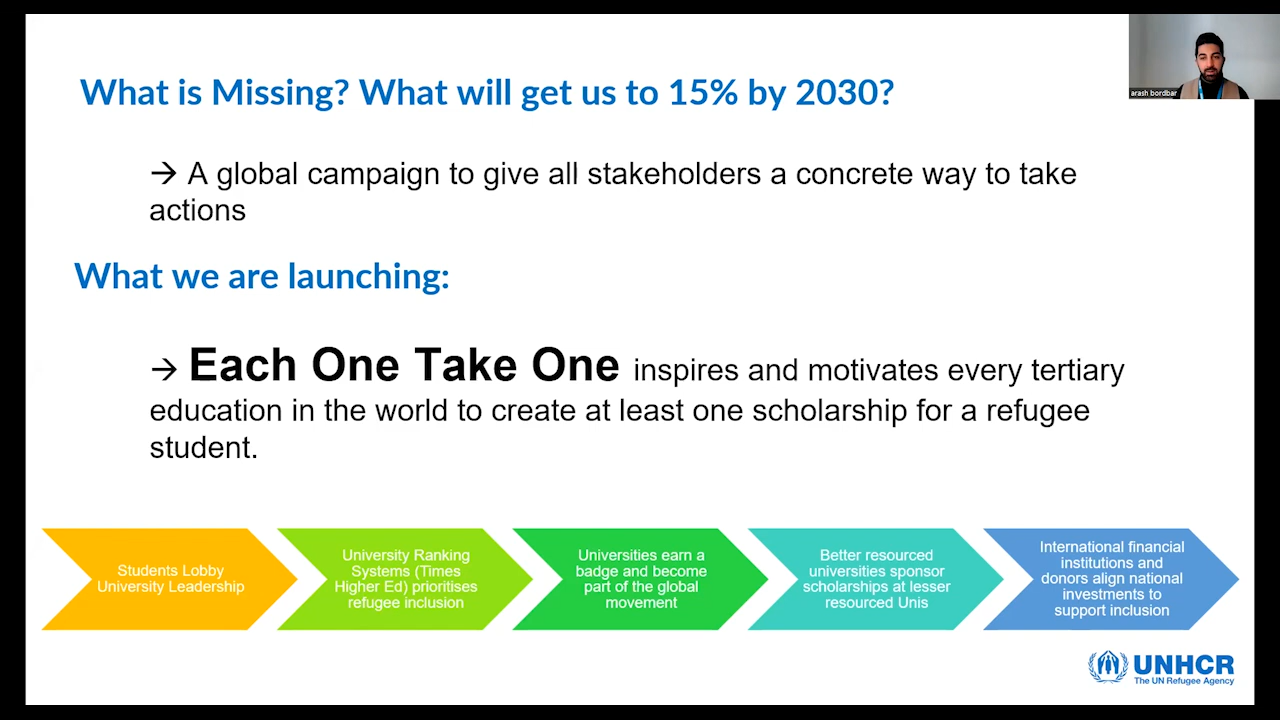 What is Missing? What will get us to 15% by 2030?
arash bordbar
→ A global campaign to give all stakeholders a concrete way to take
actions
What we are launching:
→ Each One Take One inspires and motivates every tertiary
education in the world to create at least one scholarship for a refugee
student.
Students Lobby
University Leadership
University Ranking
Systems (Times
Higher Ed) prioritises
refugee inclusion
Universities earn a
badge and become
part of the global
movement
Better resourced
universities sponsor
scholarships at lesser
resourced Unis
International financial
institutions and
donors align national
investments to
support inclusion
UNHCR
The UN Refugee Agency